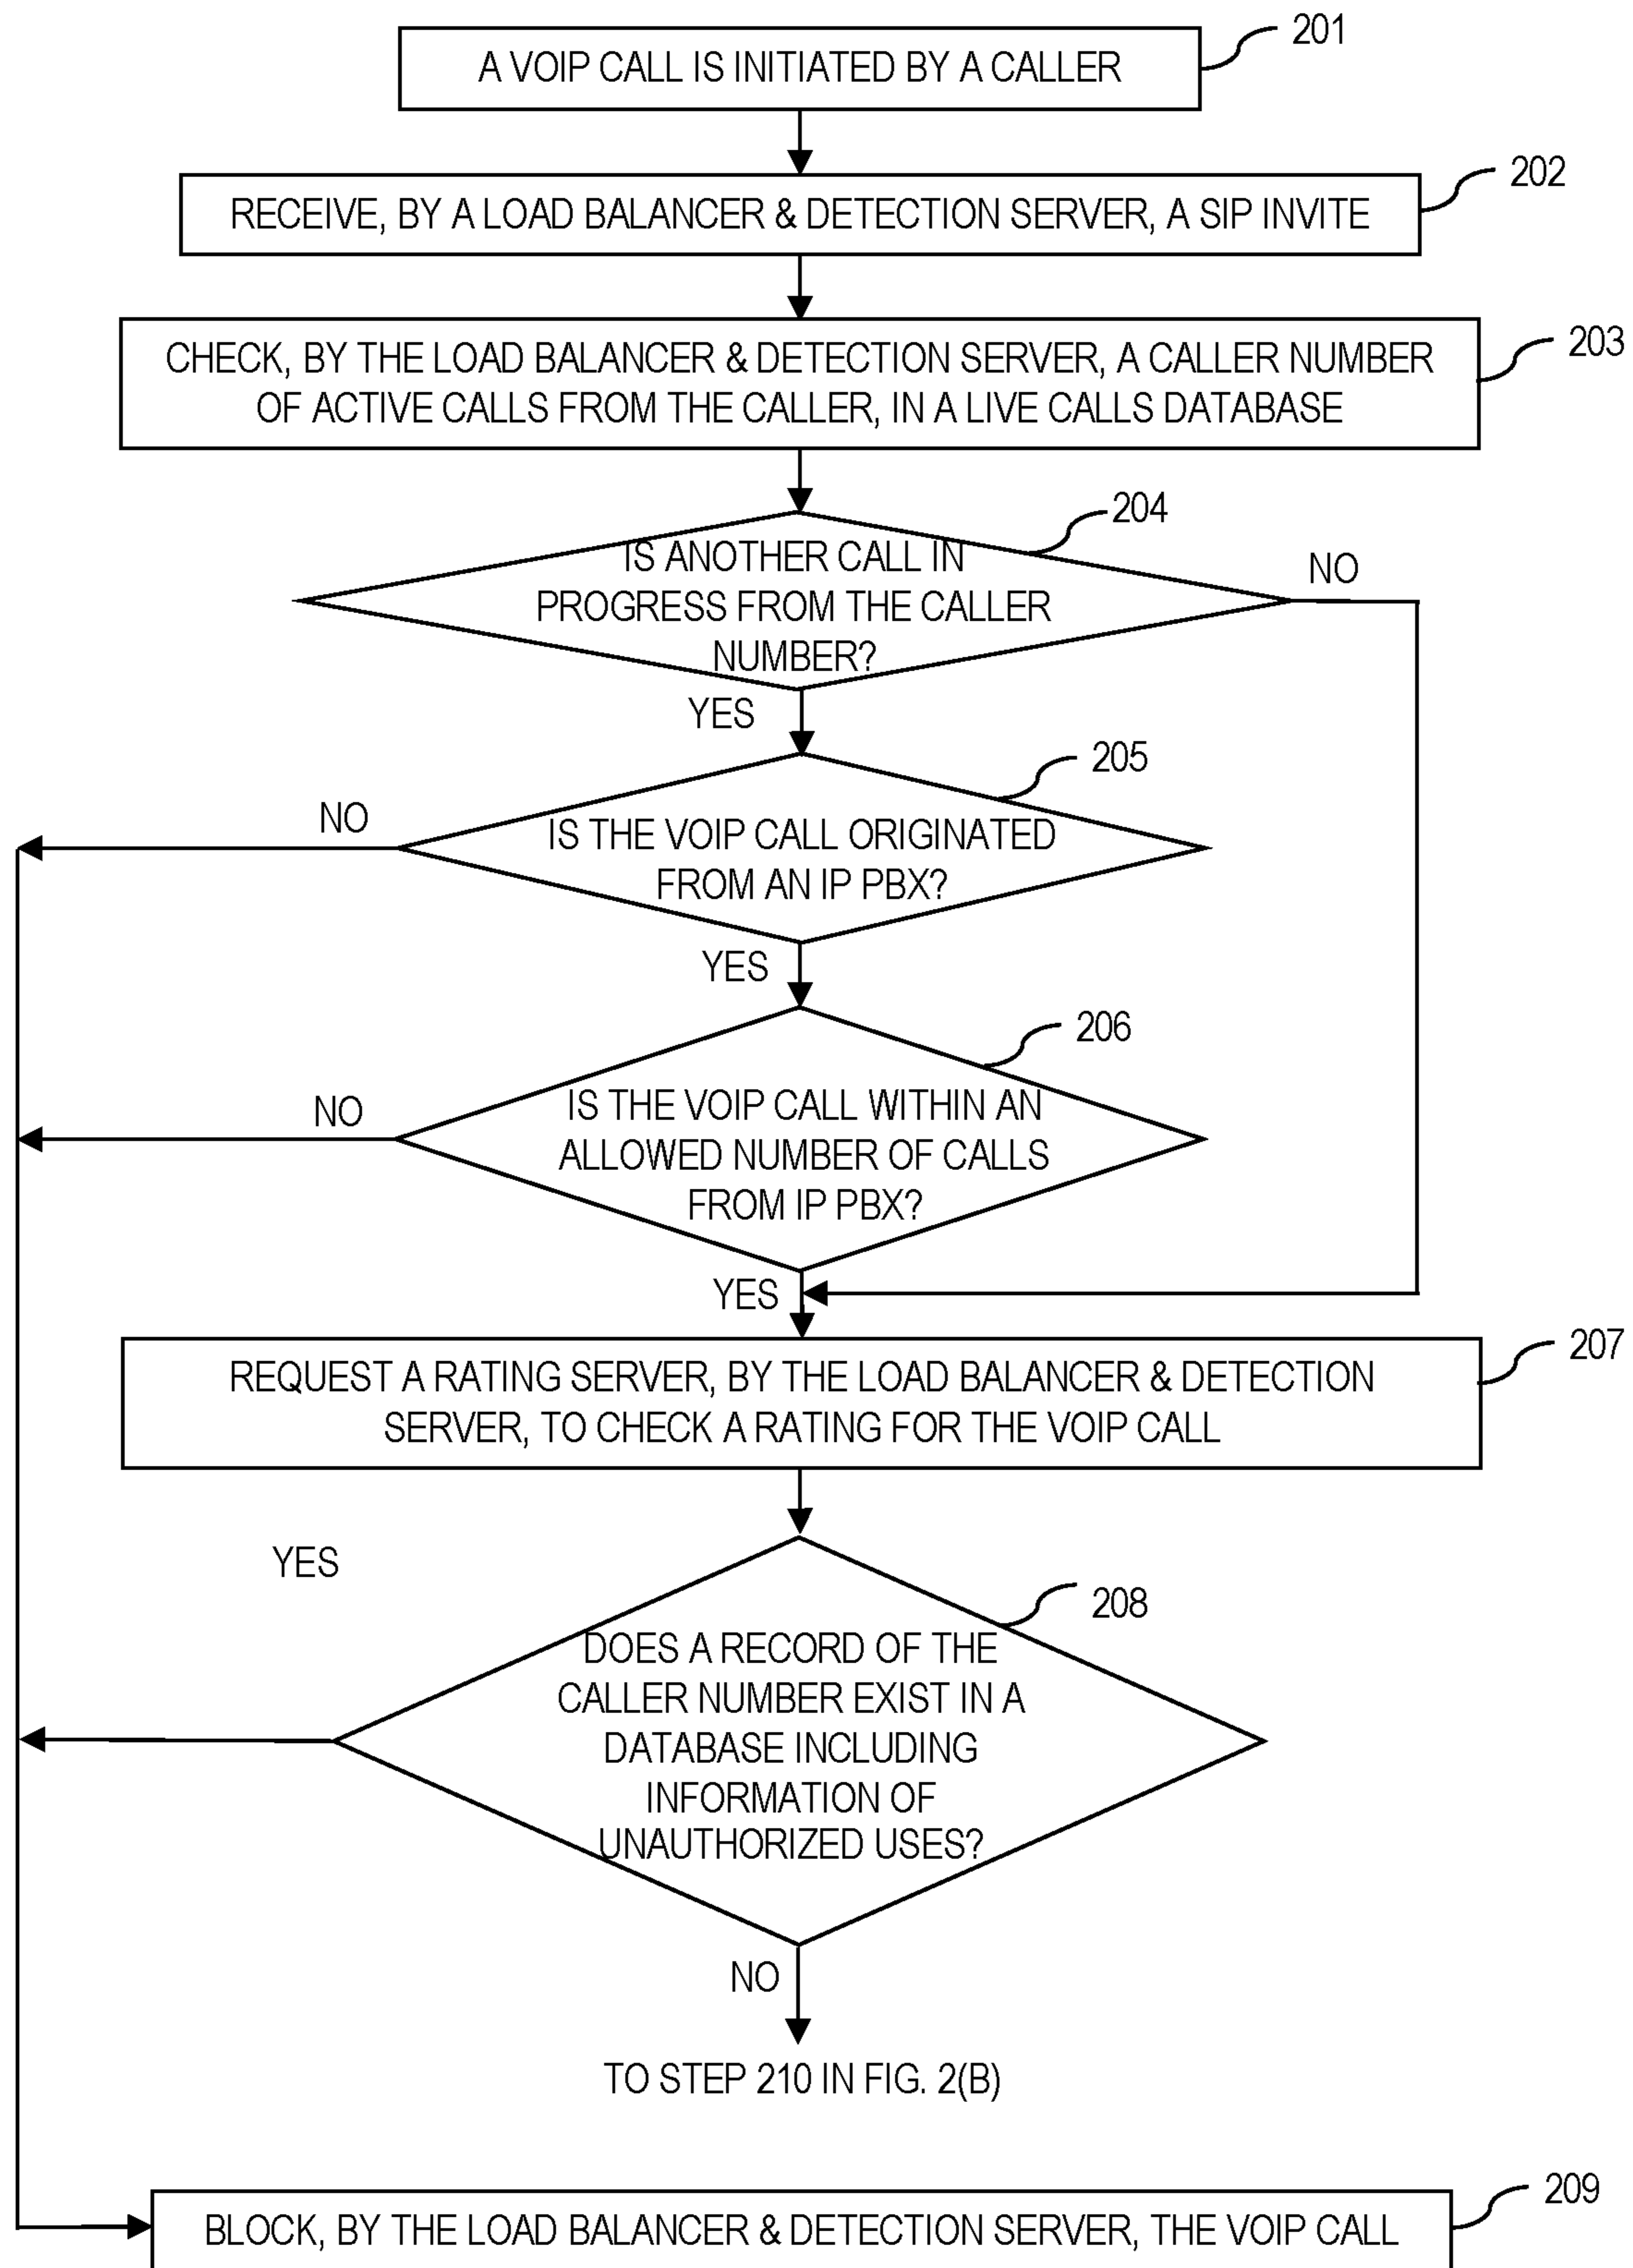 201
A VOIP CALL IS INITIATED BY A CALLER
202
RECEIVE, BY A LOAD BALANCER & DETECTION SERVER, A SIP INVITE
203
CHECK, BY THE LOAD BALANCER & DETECTION SERVER, A CALLER NUMBER
OF ACTIVE CALLS FROM THE CALLER, IN A LIVE CALLS DATABASE
204
IS ANOTHER CALL IN
PROGRESS FROM THE CALLER
NUMBER?
NO
YES
205
IS THE VOIP CALL ORIGINATED
FROM AN IP PBX?
NO
YES
206
IS THE VOIP CALL WITHIN AN
ALLOWED NUMBER OF CALLS
FROM IP PBX?
NO
YES
207
REQUEST A RATING SERVER, BY THE LOAD BALANCER & DETECTION
SERVER, TO CHECK A RATING FOR THE VOIP CALL
YES
208
DOES A RECORD OF THE
CALLER NUMBER EXIST IN A
DATABASE INCLUDING
INFORMATION OF
UNAUTHORIZED USES?
NO
TO STEP 210 IN FIG. 2(B)
209
BLOCK, BY THE LOAD BALANCER & DETECTION SERVER, THE VOIP CALL